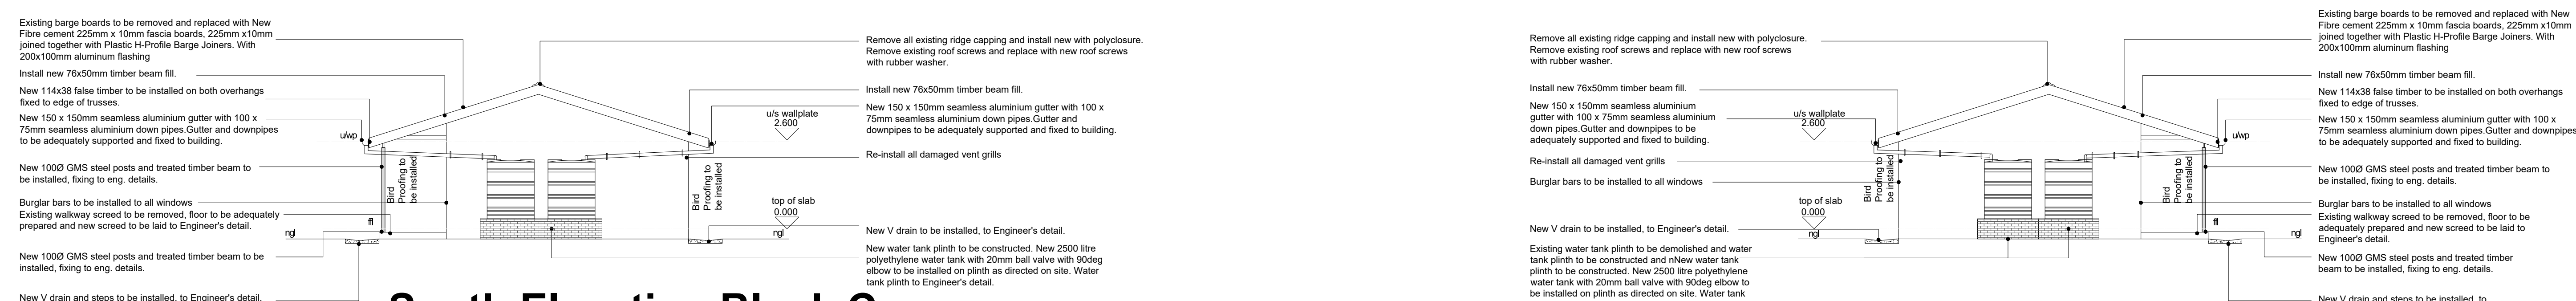 Existing barge boards to be removed and replaced with New
Fibre cement 225mm x 10mm fascia boards, 225mm x10mm
joined together with Plastic H-Profile Barge Joiners. With
200x100mm aluminum flashing
Install new 76x50mm timber beam fill.
New 114x38 false timber to be installed on both overhangs
fixed to edge of trusses.
New 150 x 150mm seamless aluminium gutter with 100 x
75mm seamless aluminium down pipes.Gutter and downpipes
to be adequately supported and fixed to building.
New 100Ø GMS steel posts and treated timber beam to
be installed, fixing to eng. details.
Burglar bars to be installed to all windows
Existing walkway screed to be removed, floor to be adequately
prepared and new screed to be laid to Engineer's detail.
New 100Ø GMS steel posts and treated timber beam to be
installed, fixing to eng. details.
New V drain and steps to be installed, to Engineer's detail.
u/wp
ffl
ngl
Bird
Proofing to
be installed
Bird
Proofing to
be installed
u/s wallplate
2.600
top of slab
0.000
Remove all existing ridge capping and install new with polyclosure.
Remove existing roof screws and replace with new roof screws
with rubber washer.
Install new 76x50mm timber beam fill.
New 150 x 150mm seamless aluminium gutter with 100 x
75mm seamless aluminium down pipes.Gutter and
downpipes to be adequately supported and fixed to building.
Re-install all damaged vent grills
New V drain to be installed, to Engineer's detail.
New water tank plinth to be constructed. New 2500 litre
polyethylene water tank with 20mm ball valve with 90deg
elbow to be installed on plinth as directed on site. Water
tank plinth to Engineer's detail.
South Elevation Block C
Remove all existing ridge capping and install new with polyclosure.
Remove existing roof screws and replace with new roof screws
with rubber washer.
Install new 76x50mm timber beam fill.
New 150 x 150mm seamless aluminium
gutter with 100 x 75mm seamless aluminium
down pipes.Gutter and downpipes to be
adequately supported and fixed to building.
Re-install all damaged vent grills
Burglar bars to be installed to all windows
New V drain to be installed, to Engineer's detail.
Existing water tank plinth to be demolished and water
tank plinth to be constructed and nNew water tank
plinth to be constructed. New 2500 litre polyethylene
water tank with 20mm ball valve with 90deg elbow to
be installed on plinth as directed on site. Water tank
u/s wallplate
2.600
top of slab
0.000
ngl
Bird
Proofing to
be installed
Bird
Proofing to
be installed
u/wp
ffl
ngl
Existing barge boards to be removed and replaced with New
Fibre cement 225mm x 10mm fascia boards, 225mm x10mm
joined together with Plastic H-Profile Barge Joiners. With
200x100mm aluminum flashing
Install new 76x50mm timber beam fill.
New 114x38 false timber to be installed on both overhangs
fixed to edge of trusses.
New 150 x 150mm seamless aluminium gutter with 100 x
75mm seamless aluminium down pipes.Gutter and downpipes
to be adequately supported and fixed to building.
New 100Ø GMS steel posts and treated timber beam to
be installed, fixing to eng. details.
Burglar bars to be installed to all windows
Existing walkway screed to be removed, floor to be
adequately prepared and new screed to be laid to
Engineer's detail.
New 100Ø GMS steel posts and treated timber
beam to be installed, fixing to eng. details.
New V drain and steps to be installed, to